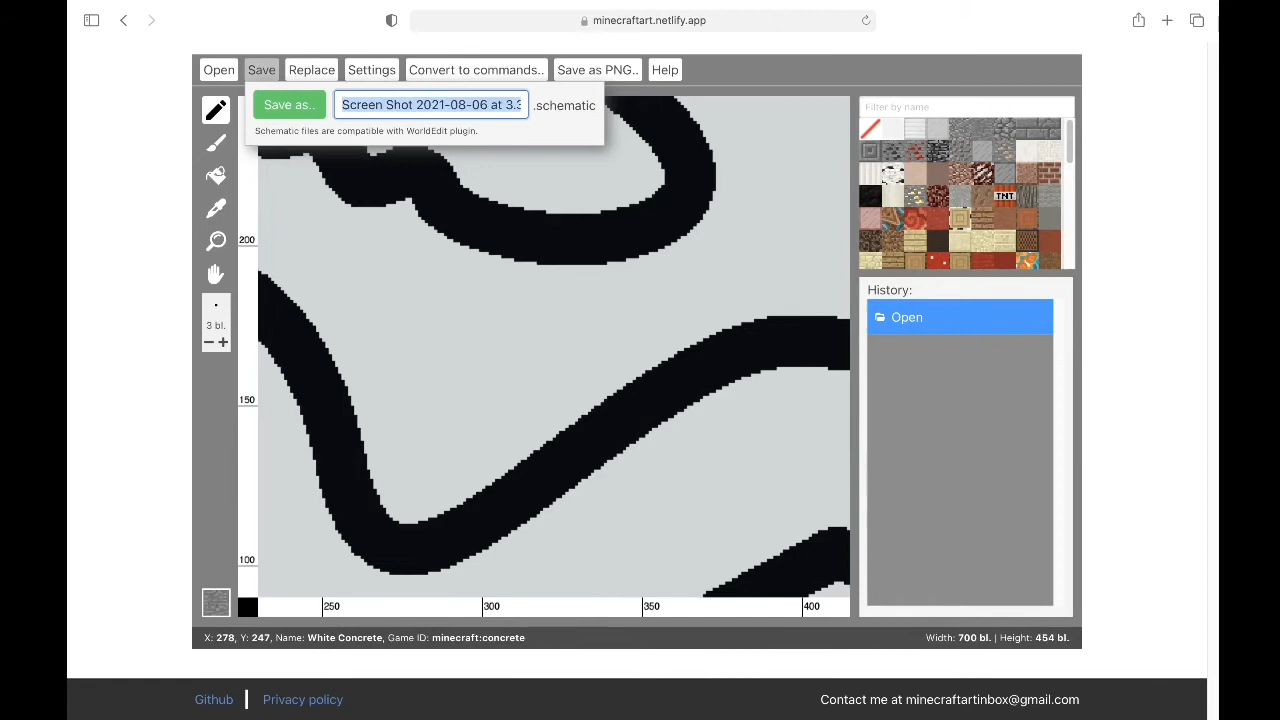 minecraftart.netlify.app
Open Save Replace Settings Convert to commands.. Save as PNG.. Help
Save as.. Screen Shot 2021-08-06 at 3.3 .schematic
Schematic files are compatible with WorldEdit plugin.
Filter by name
TNT
History:
Open
200
150
100
3 bl.
250 300 350 400
X: 278, Y: 247, Name: White Concrete, Game ID: minecraft:concrete
Width: 700 bl. | Height: 454 bl.
Github Privacy policy
Contact me at minecraftartinbox@gmail.com